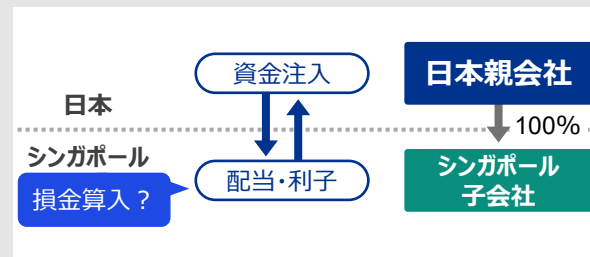 資金注入
日本親会社
日本
100%
シンガポール
配当・利子
シンガポール
子会社
損金算入？